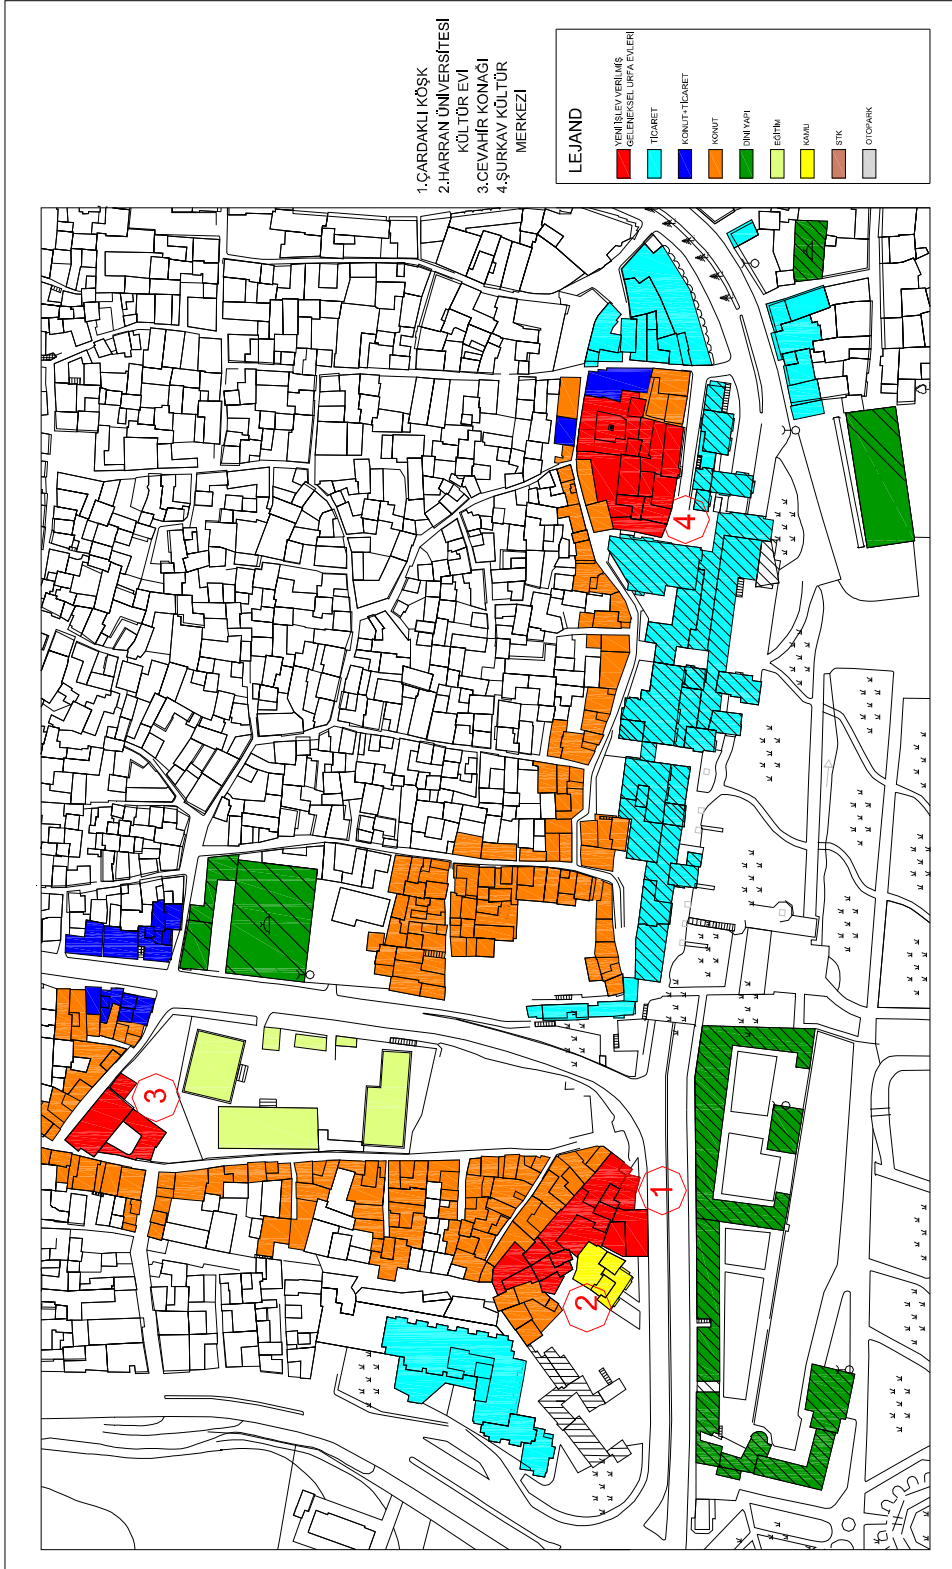 1.ÇARDAKLI KÖŞK
2.HARRAN ÜNİVERSİTESİ
KÜLTÜR EVİ
3.CEVAHİR KONAĞI
4.ŞURKAV KÜLTÜR
MERKEZİ
LEJAND
YENİ İŞLEV VERİLMİŞ
GELENEKSEL URFA EVLERİ
TİCARET
KONUT+TİCARET
KONUT
DİNİ YAPI
EĞİTİM
KAMU
STK
OTOPARK
3
4
1
2